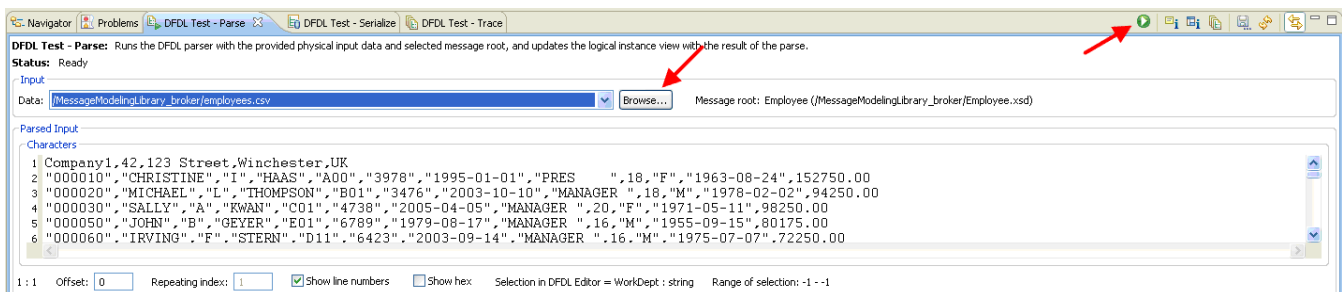 Navigator Problems DFDL Test - Parse DFDL Test - Serialize DFDL Test - Trace
DFDL Test - Parse: Runs the DFDL parser with the provided physical input data and selected message root, and updates the logical instance view with the result of the parse.
Status: Ready
Input
Data: /MessageModelingLibrary_broker/employees.csv Browse... Message root: Employee (/MessageModelingLibrary_broker/Employee.xsd)
Parsed Input
Characters
1 Company1,42,123 Street,Winchester,UK
2 "000010","CHRISTINE","I","HAAS","A00","3978","1995-01-01","PRES    ",18,"F","1963-08-24",152750.00
3 "000020","MICHAEL","L","THOMPSON","B01","3476","2003-10-10","MANAGER ",18,"M","1978-02-02",94250.00
4 "000030","SALLY","A","KWAN","C01","4738","2005-04-05","MANAGER ",20,"F","1971-05-11",98250.00
5 "000050","JOHN","B","GEYER","E01","6789","1979-08-17","MANAGER ",16,"M","1955-09-15",80175.00
6 "000060","IRVING","F","STERN","D11","6423","2003-09-14","MANAGER ",16,"M","1975-07-07",72250.00
1 : 1 Offset: 0 Repeating index: 1 Show line numbers Show hex Selection in DFDL Editor = WorkDept : string Range of selection: -1 - -1